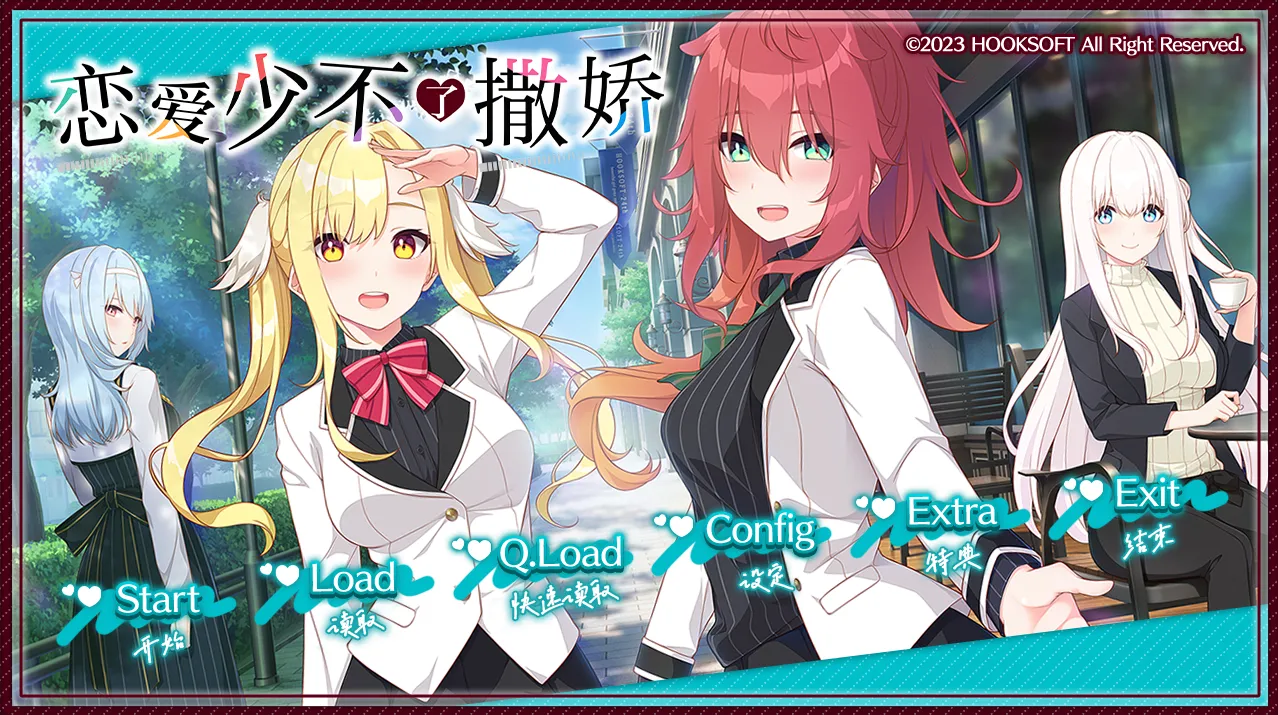 ©2023 HOOKSOFT All Right Reserved.
恋爱少不了撒娇
Start
开始
Load
读取
Q.Load
快速读取
Config
设定
Extra
特典
Exit
结束